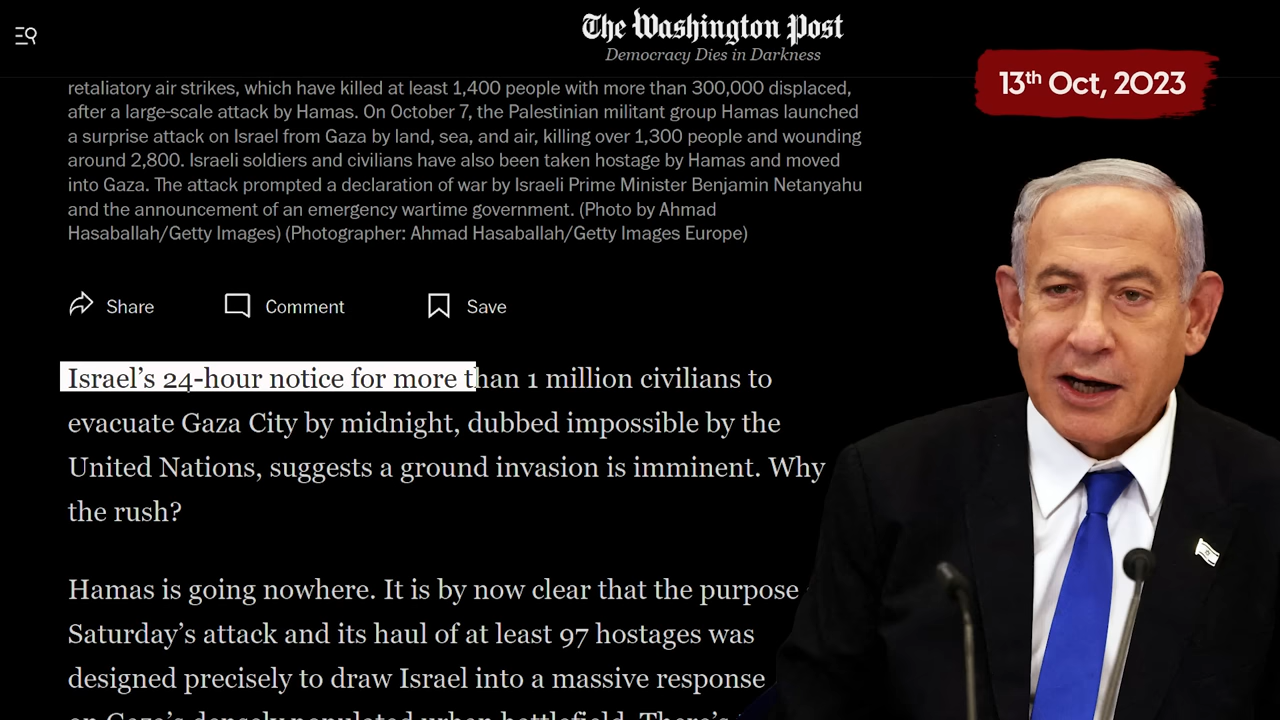 The Washington Post
Democracy Dies in Darkness
13th Oct, 2023
retaliatory air strikes, which have killed at least 1,400 people with more than 300,000 displaced,
after a large-scale attack by Hamas. On October 7, the Palestinian militant group Hamas launched
a surprise attack on Israel from Gaza by land, sea, and air, killing over 1,300 people and wounding
around 2,800. Israeli soldiers and civilians have also been taken hostage by Hamas and moved
into Gaza. The attack prompted a declaration of war by Israeli Prime Minister Benjamin Netanyahu
and the announcement of an emergency wartime government. (Photo by Ahmad
Hasaballah/Getty Images) (Photographer: Ahmad Hasaballah/Getty Images Europe)
Share Comment Save
Israel’s 24-hour notice for more than 1 million civilians to
evacuate Gaza City by midnight, dubbed impossible by the
United Nations, suggests a ground invasion is imminent. Why
the rush?
Hamas is going nowhere. It is by now clear that the purpose
Saturday’s attack and its haul of at least 97 hostages was
designed precisely to draw Israel into a massive response
on Gaza’s densely populated urban battlefield. There’s